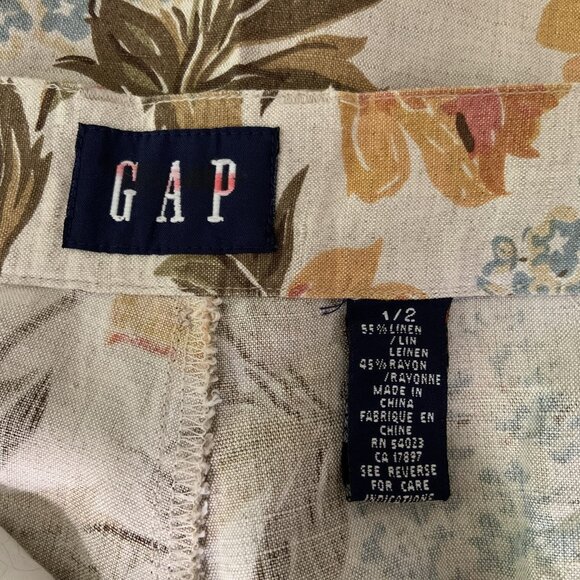 GAP
1/2
55% LINEN
/LIN
LEINEN
45% RAYON
/RAYONNE
MADE IN
CHINA
FABRIQUE EN
CHINE
RN 54023
CA 17897
SEE REVERSE
FOR CARE
INDICATIONS